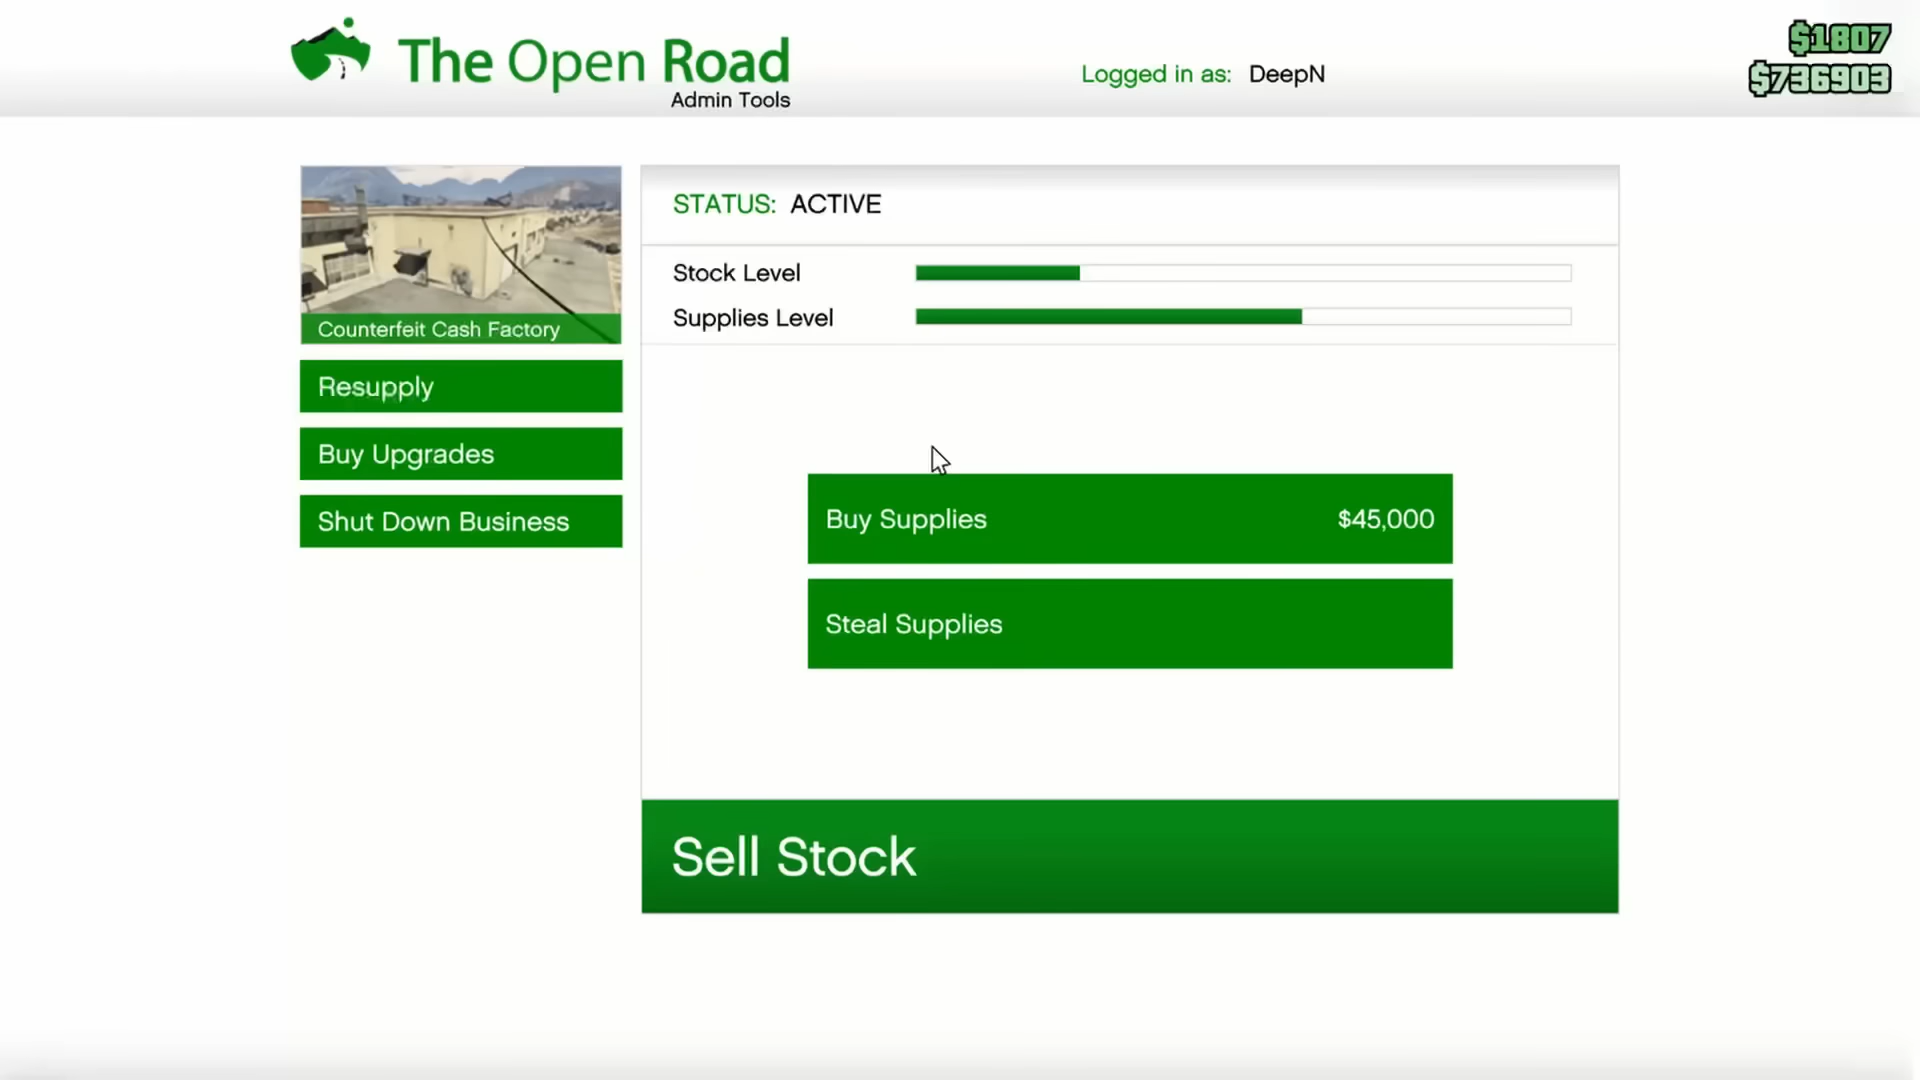 The Open Road
Admin Tools
Logged in as: DeepN
$1807
$736903
Counterfeit Cash Factory
Resupply
Buy Upgrades
Shut Down Business
STATUS: ACTIVE
Stock Level
Supplies Level
Buy Supplies $45,000
Steal Supplies
Sell Stock